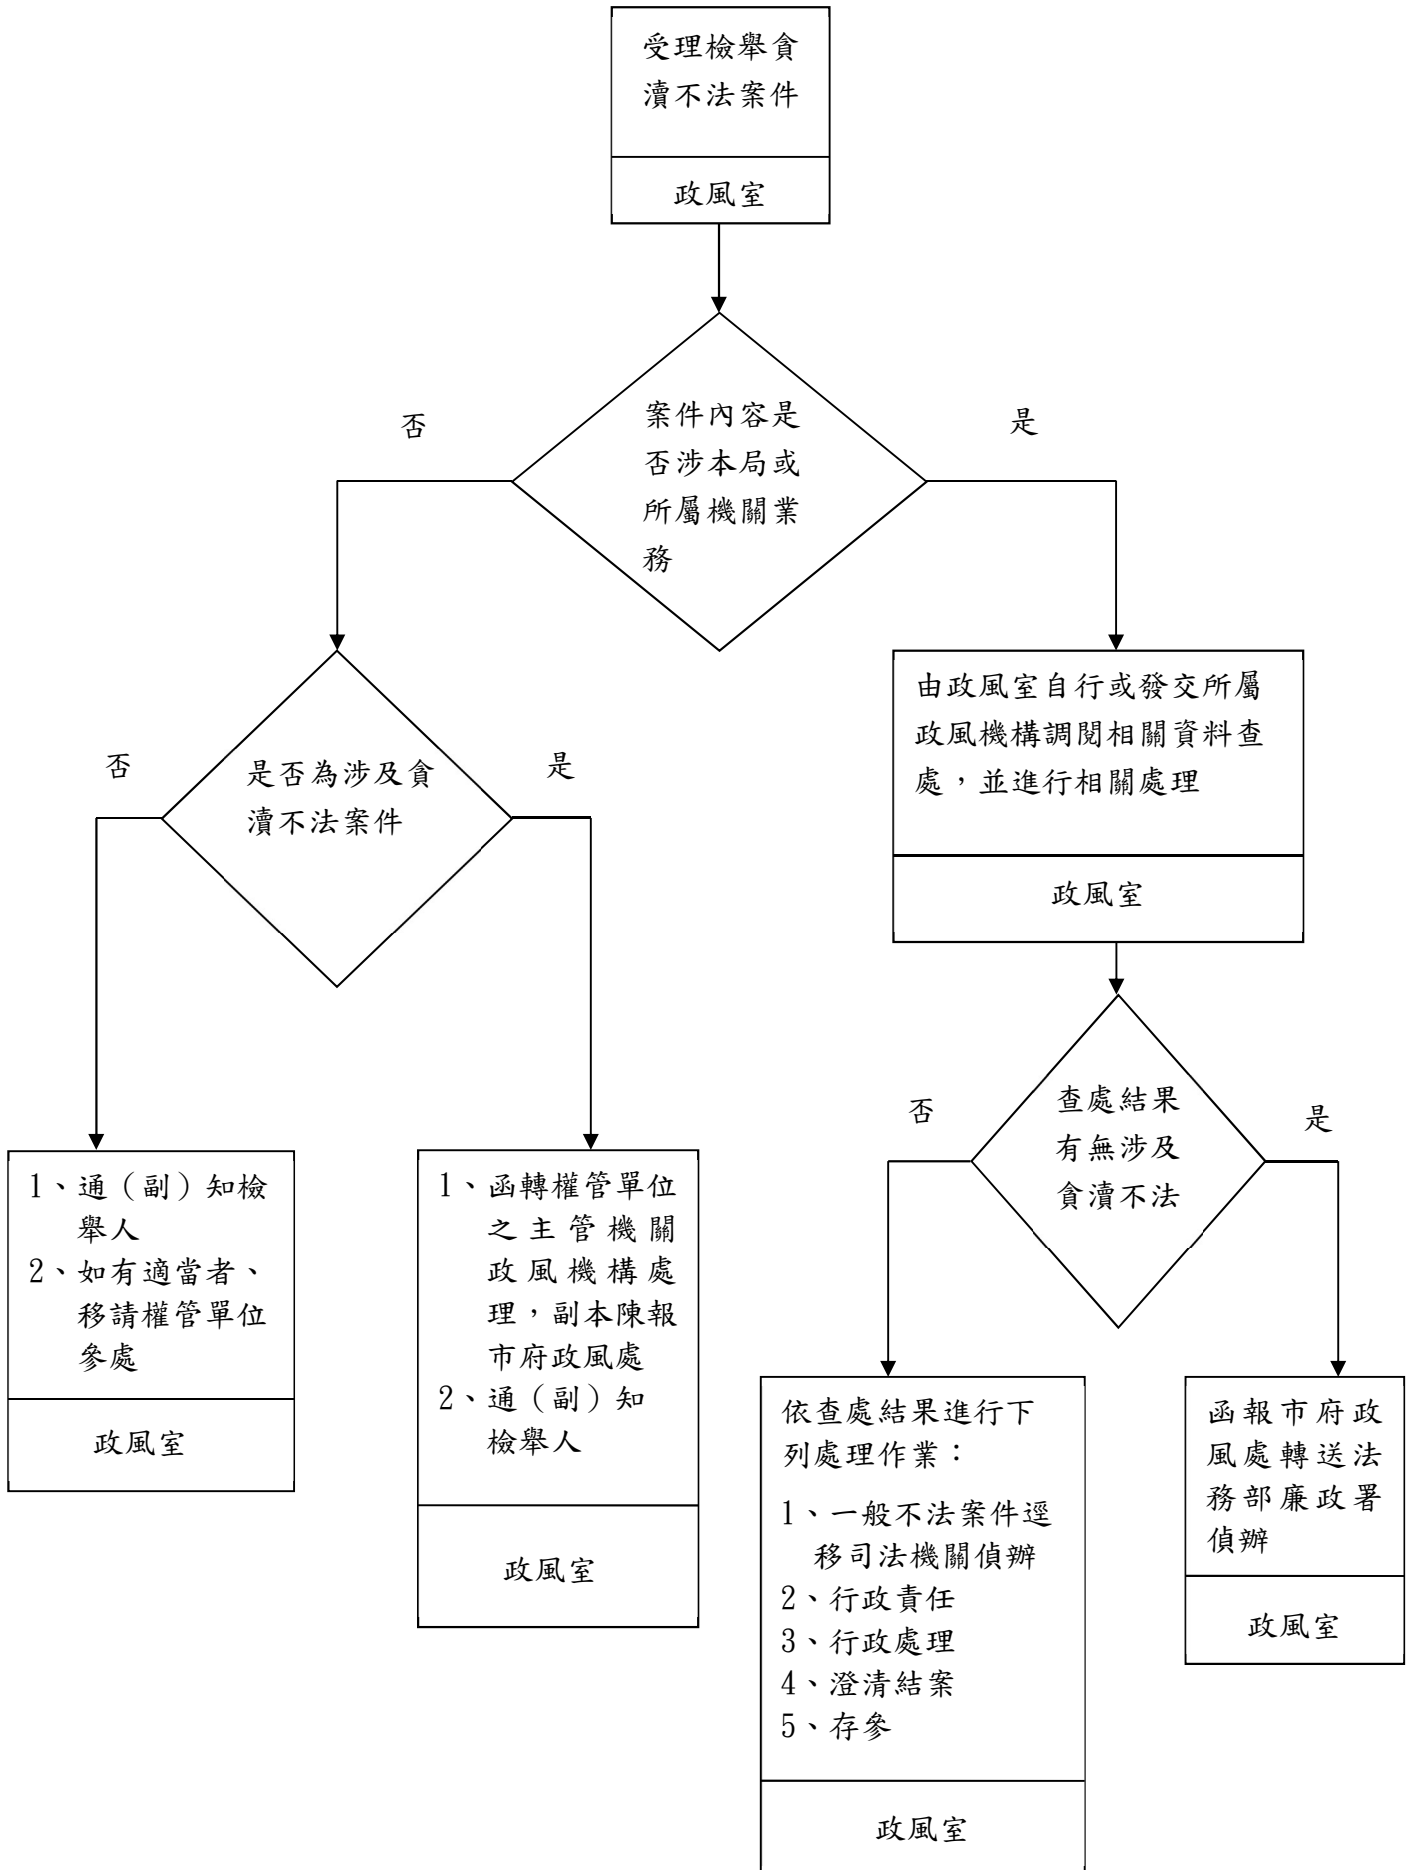 受理檢舉貪
瀆不法案件
政風室
案件內容是
否涉本局或
所屬機關業
務
否
是
是否為涉及貪
瀆不法案件
否
是
由政風室自行或發交所屬
政風機構調閱相關資料查
處，並進行相關處理
政風室
查處結果
有無涉及
貪瀆不法
否
是
1、通（副）知檢
舉人
2、如有適當者、
移請權管單位
參處
政風室
1、函轉權管單位
之主管機關
政風機構處
理，副本陳報
市府政風處
2、通（副）知
檢舉人
政風室
依查處結果進行下
列處理作業：
1、一般不法案件逕
移司法機關偵辦
2、行政責任
3、行政處理
4、澄清結案
5、存參
政風室
函報市府政
風處轉送法
務部廉政署
偵辦
政風室